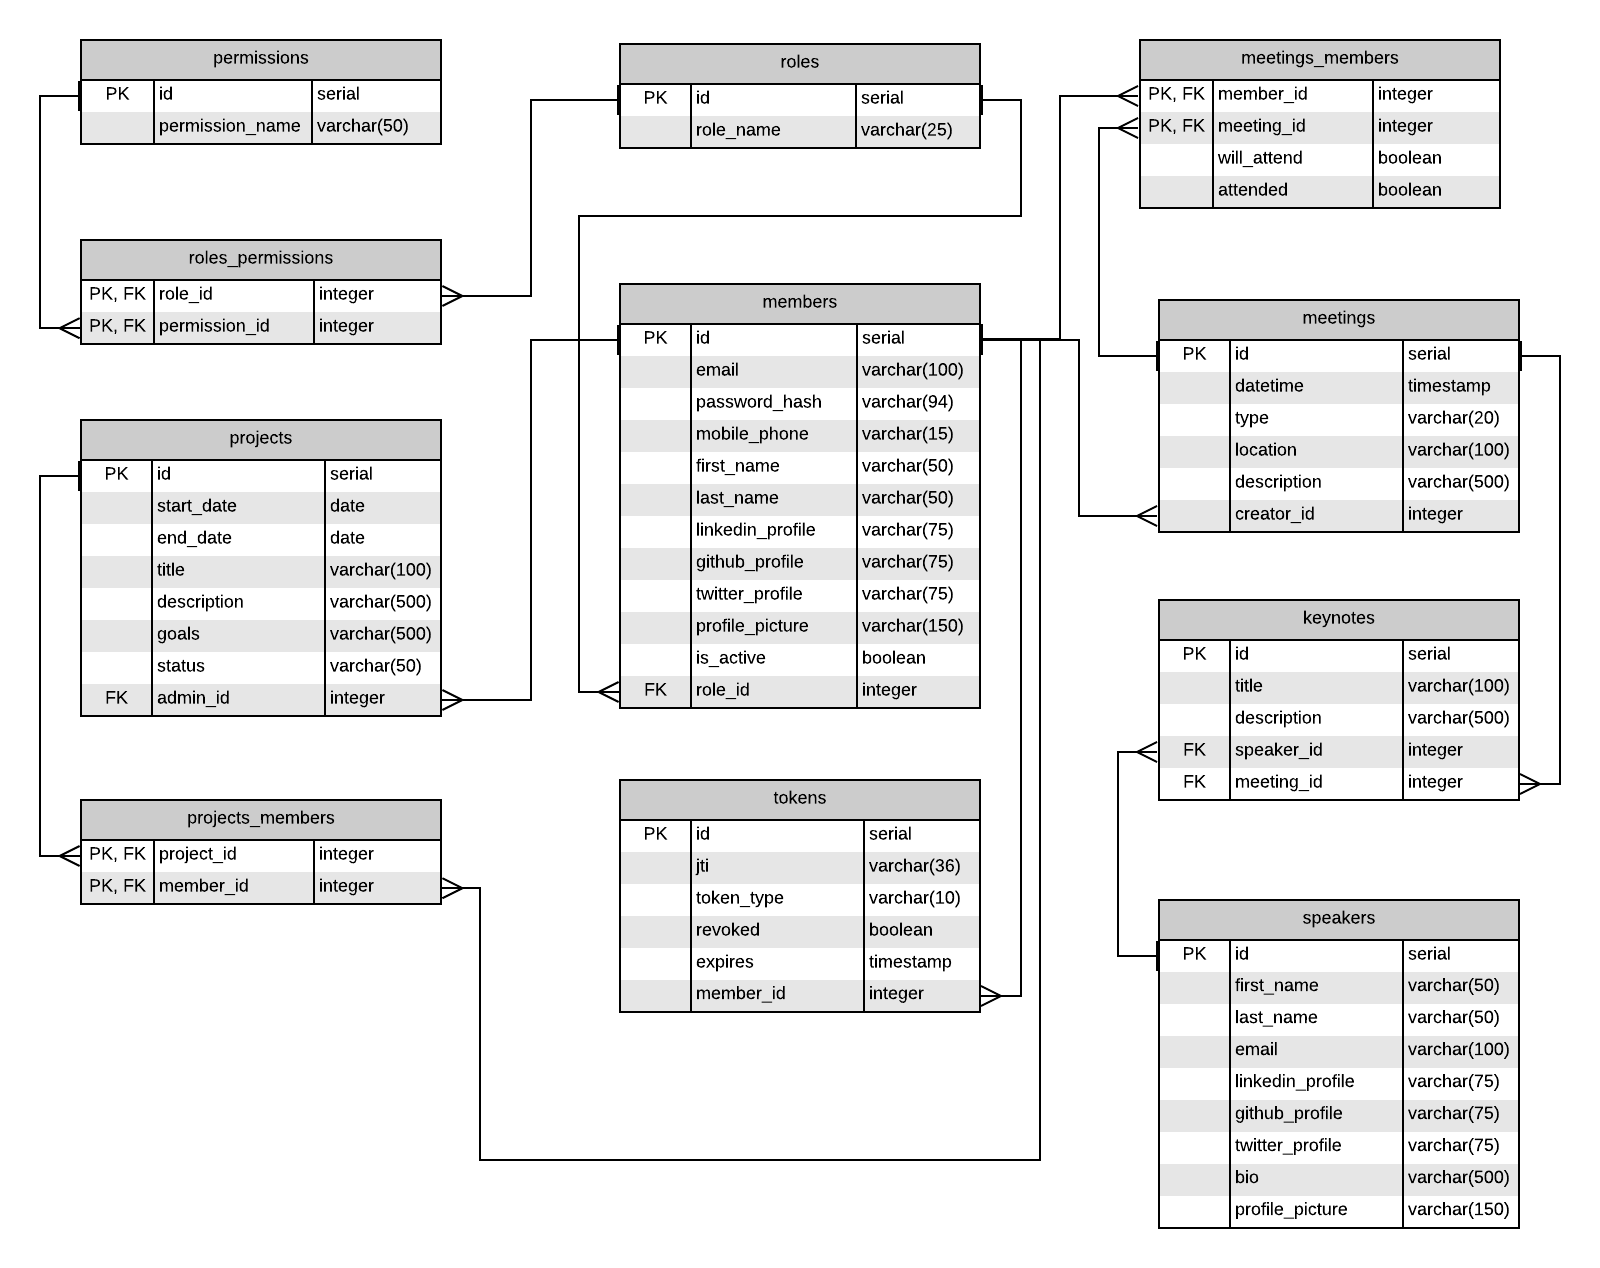 permissions
PK id serial
permission_name varchar(50)
roles
PK id serial
role_name varchar(25)
meetings_members
PK, FK member_id integer
PK, FK meeting_id integer
will_attend boolean
attended boolean
roles_permissions
PK, FK role_id integer
PK, FK permission_id integer
members
PK id serial
email varchar(100)
password_hash varchar(94)
mobile_phone varchar(15)
first_name varchar(50)
last_name varchar(50)
linkedin_profile varchar(75)
github_profile varchar(75)
twitter_profile varchar(75)
profile_picture varchar(150)
is_active boolean
FK role_id integer
meetings
PK id serial
datetime timestamp
type varchar(20)
location varchar(100)
description varchar(500)
creator_id integer
projects
PK id serial
start_date date
end_date date
title varchar(100)
description varchar(500)
goals varchar(500)
status varchar(50)
FK admin_id integer
keynotes
PK id serial
title varchar(100)
description varchar(500)
FK speaker_id integer
FK meeting_id integer
projects_members
PK, FK project_id integer
PK, FK member_id integer
tokens
PK id serial
jti varchar(36)
token_type varchar(10)
revoked boolean
expires timestamp
member_id integer
speakers
PK id serial
first_name varchar(50)
last_name varchar(50)
email varchar(100)
linkedin_profile varchar(75)
github_profile varchar(75)
twitter_profile varchar(75)
bio varchar(500)
profile_picture varchar(150)